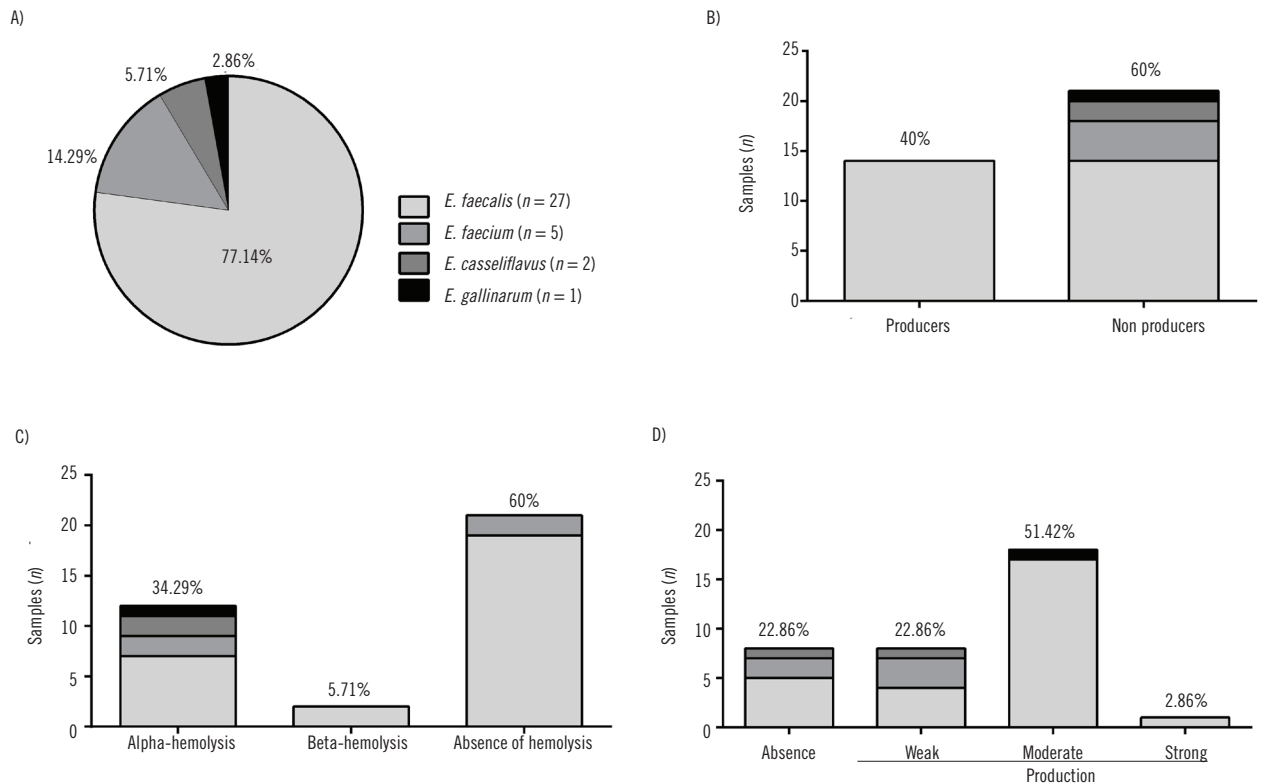 A)
2.86%
5.71%
14.29%
77.14%
E. faecalis (n = 27)
E. faecium (n = 5)
E. casseliflavus (n = 2)
E. gallinarum (n = 1)
B)
Samples (n)
25
20
15
10
5
0
40%
60%
Producers Non producers
C)
Samples (n)
25
20
15
10
5
0
34.29%
5.71%
60%
Alpha-hemolysis Beta-hemolysis Absence of hemolysis
D)
Samples (n)
25
20
15
10
5
0
22.86%
22.86%
51.42%
2.86%
Absence Weak Moderate Strong
Production